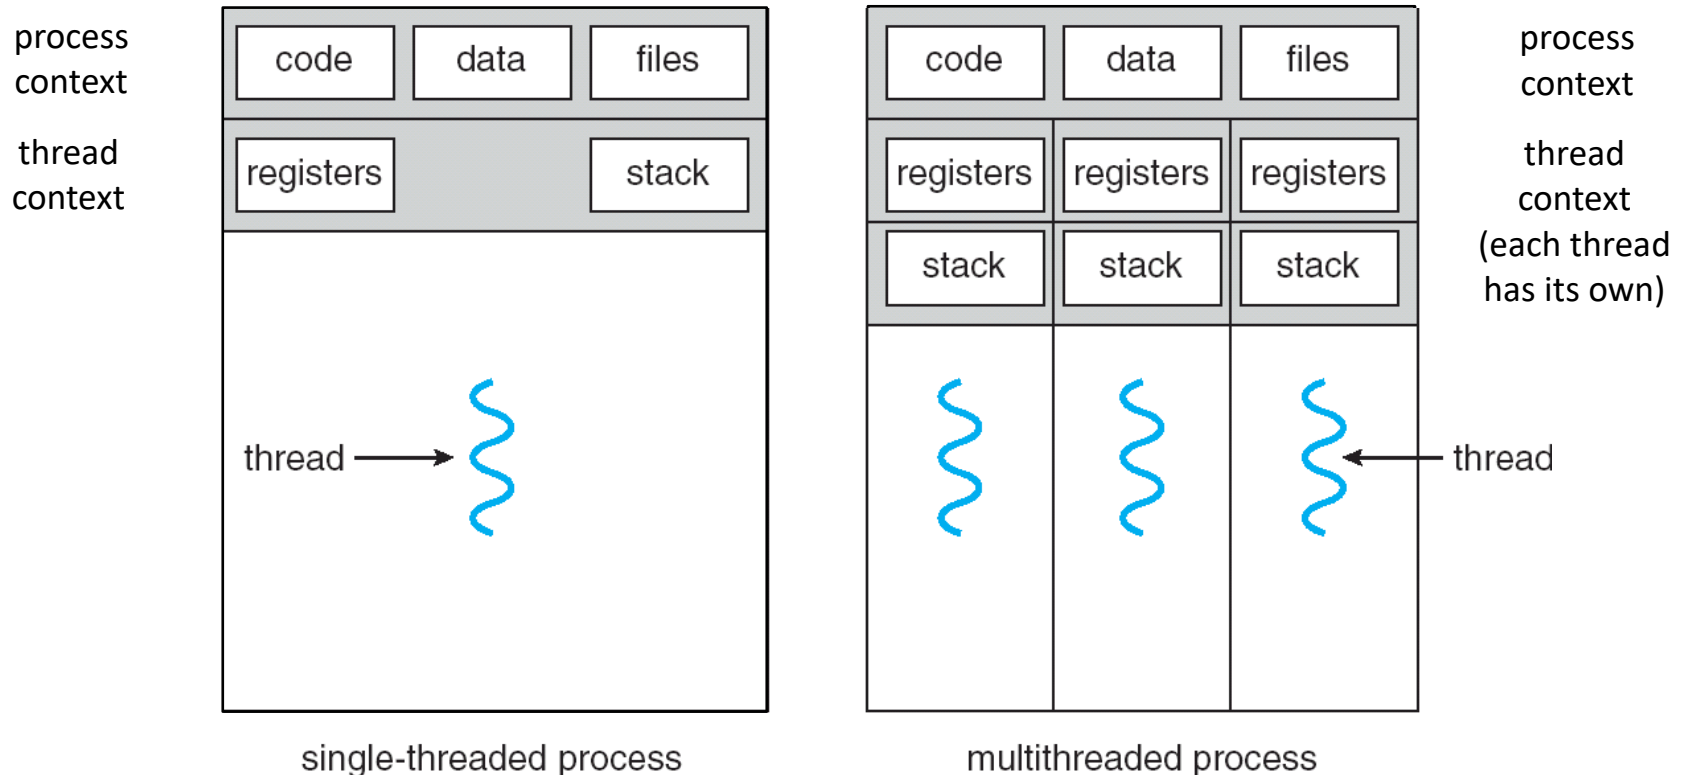 process
context
code data files
thread
context
registers stack
thread
single-threaded process
code data files
process
context
registers registers registers
thread
context
(each thread
has its own)
stack stack stack
thread
multithreaded process